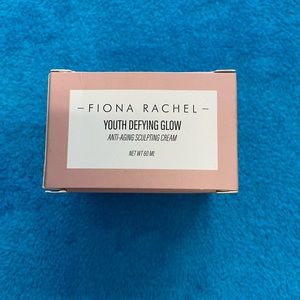 –FIONA RACHEL–
YOUTH DEFYING GLOW
ANTI-AGING SCULPTING CREAM
NET WT 60 ML